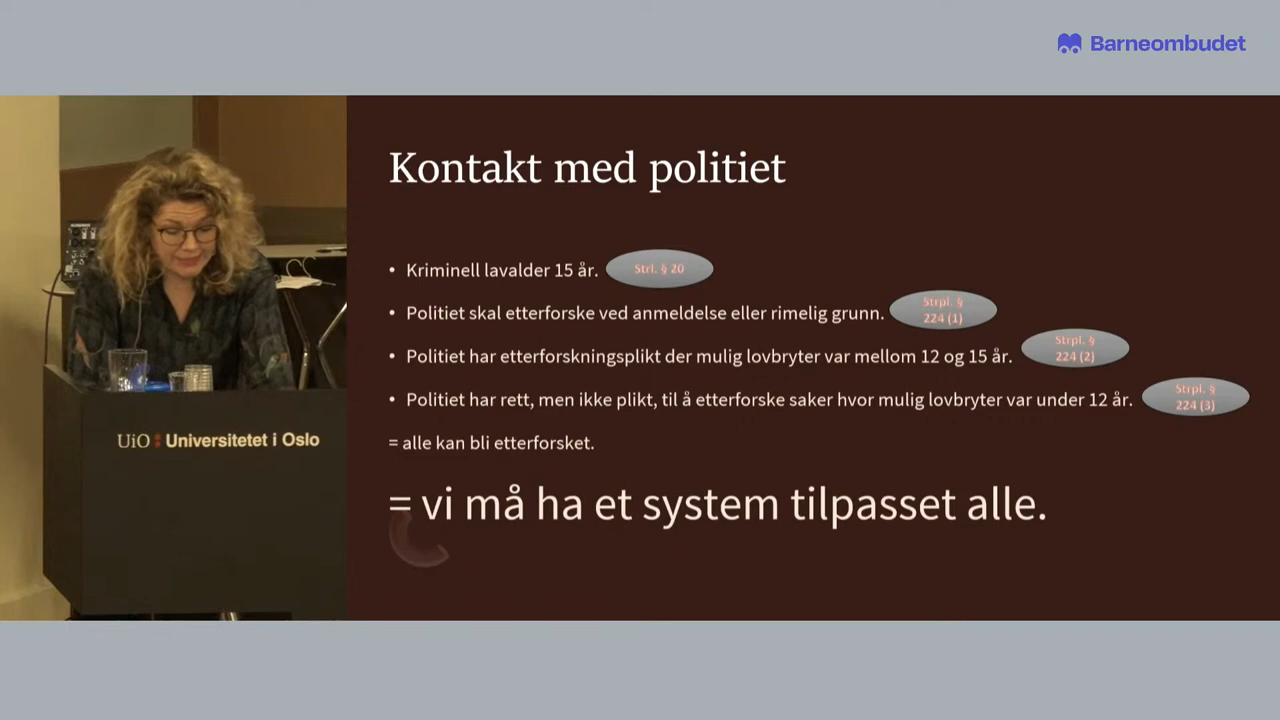 Barneombudet
Kontakt med politiet
• Kriminell lavalder 15 år.
Strl. § 20
• Politiet skal etterforske ved anmeldelse eller rimelig grunn.
Strpl. §
224 (1)
• Politiet har etterforskningsplikt der mulig lovbryter var mellom 12 og 15 år.
Strpl. §
224 (2)
• Politiet har rett, men ikke plikt, til å etterforske saker hvor mulig lovbryter var under 12 år.
Strpl. §
224 (3)
= alle kan bli etterforsket.
= vi må ha et system tilpasset alle.
UiO : Universitetet i Oslo